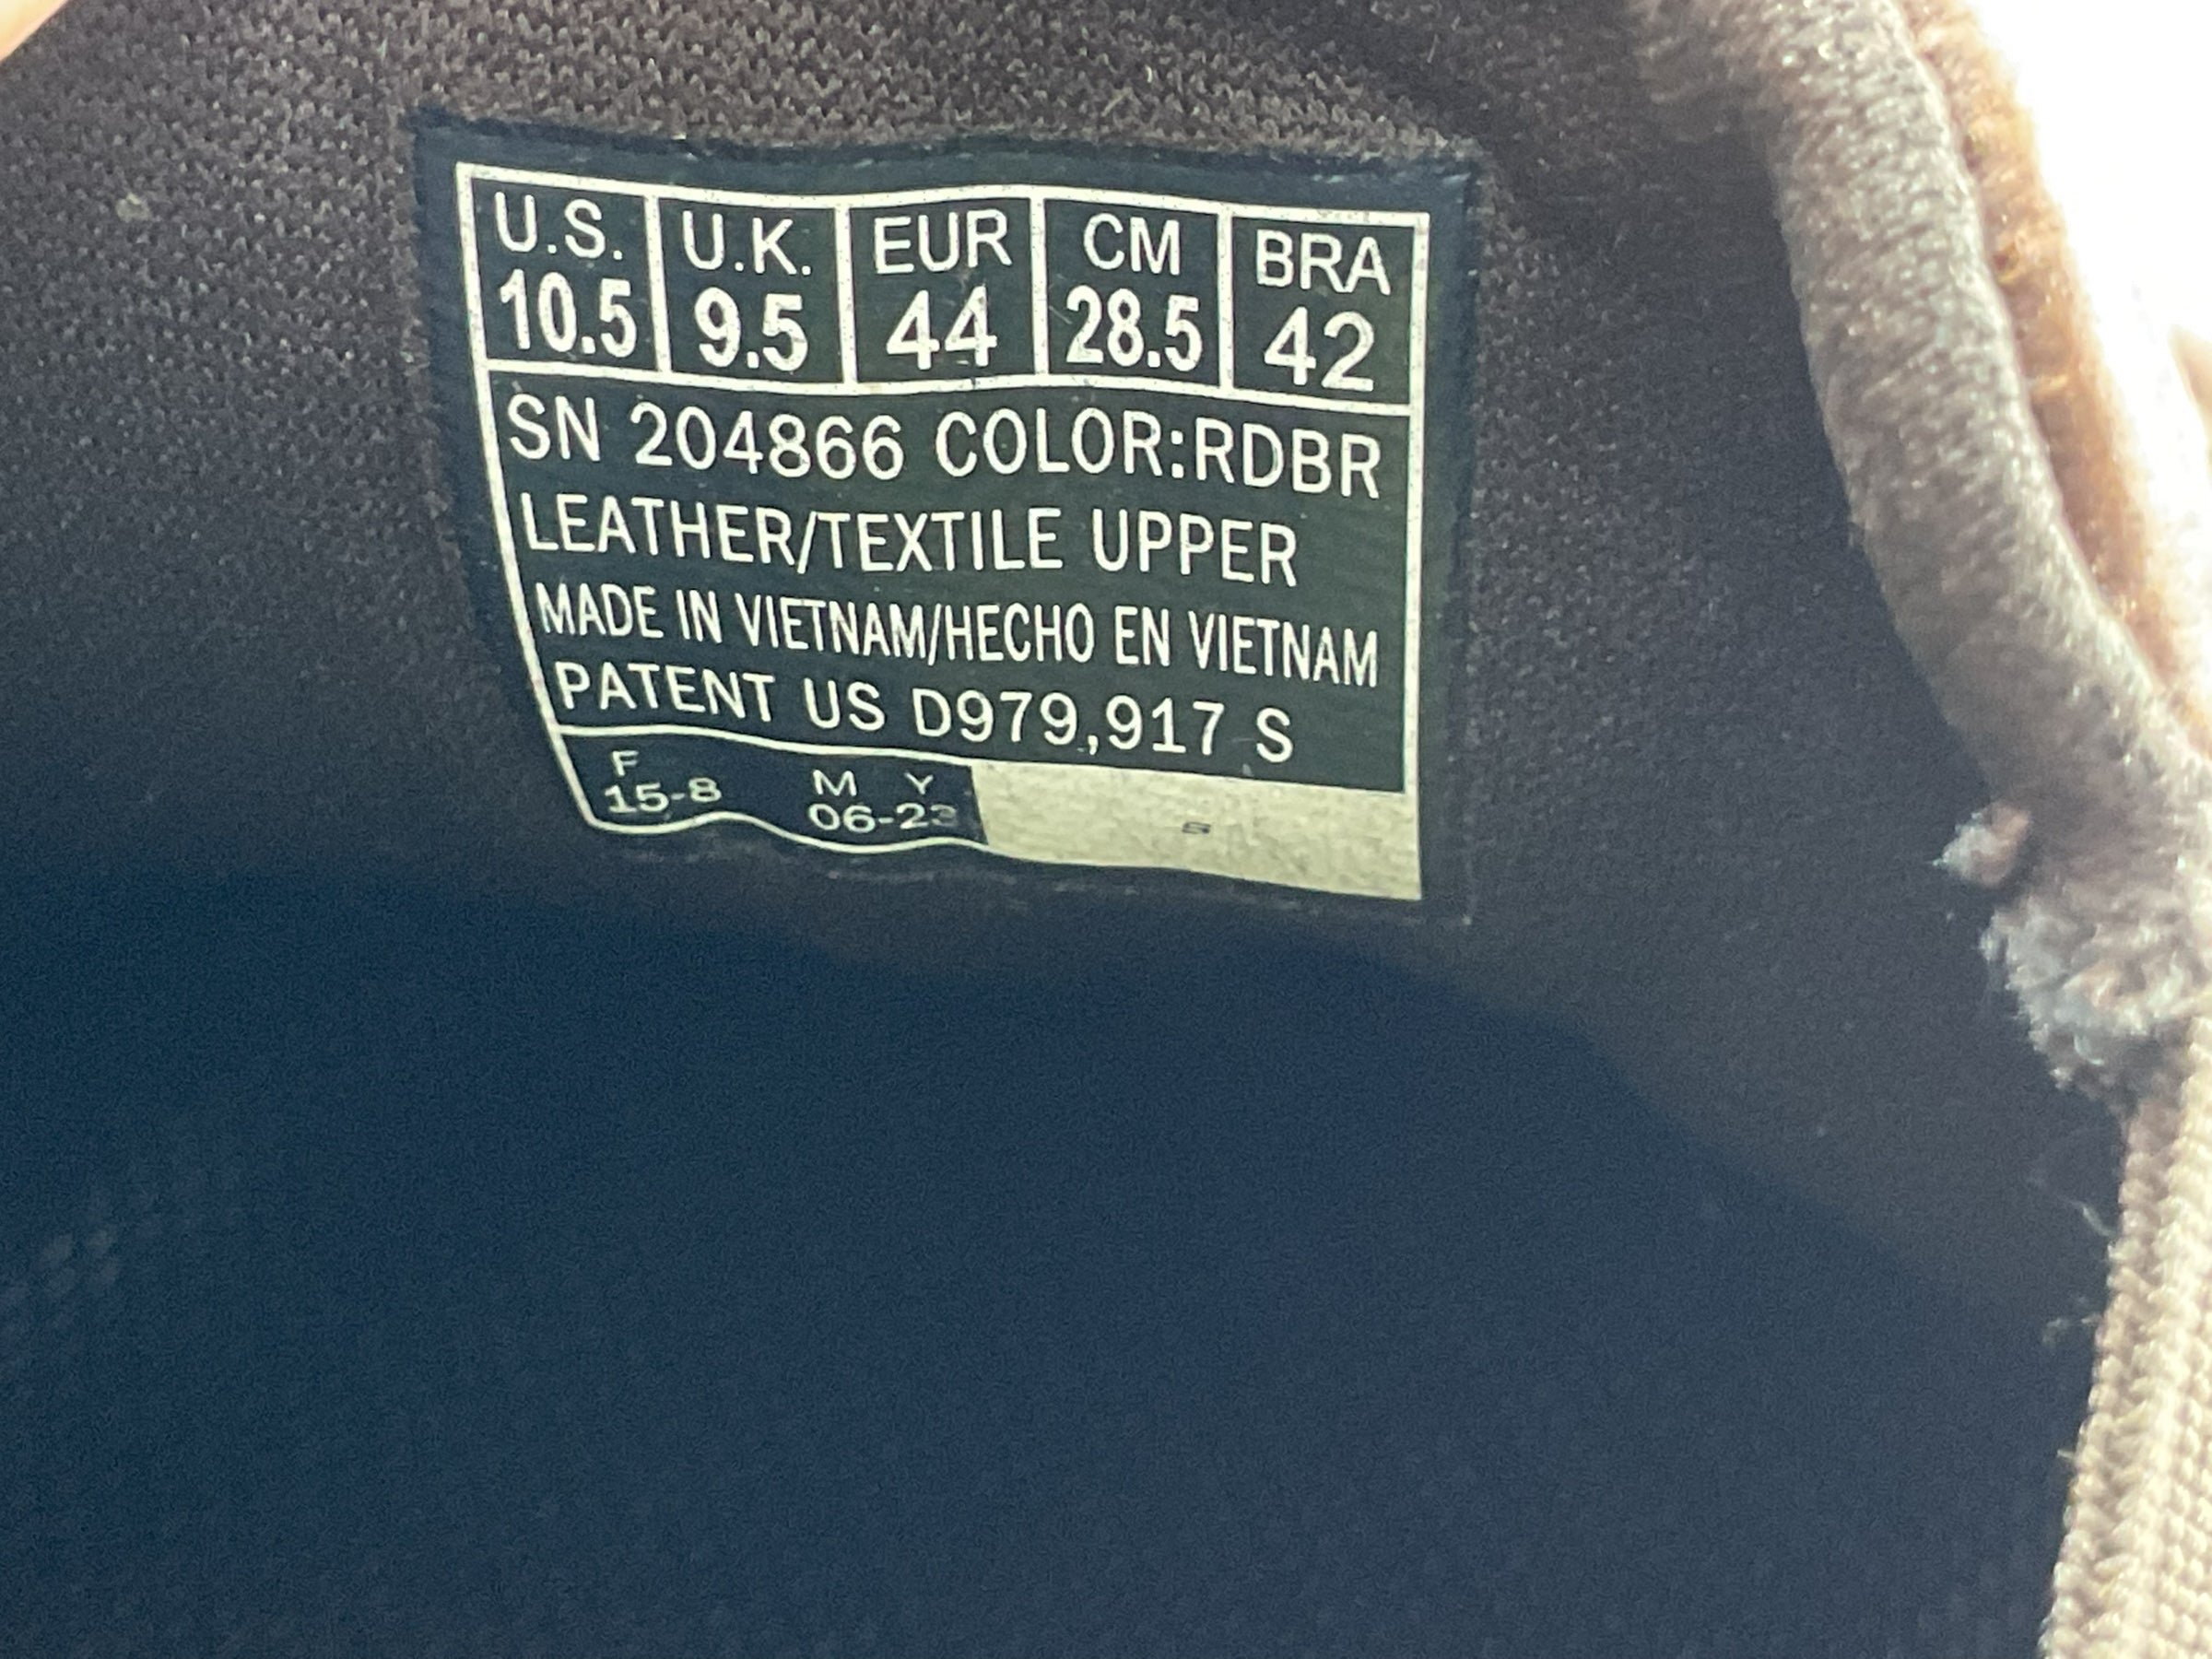 U.S. U.K. EUR CM BRA
10.5 9.5 44 28.5 42
SN 204866 COLOR:RDBR
LEATHER/TEXTILE UPPER
MADE IN VIETNAM/HECHO EN VIETNAM
PATENT US D979,917 S
F M Y
15-8 06-23